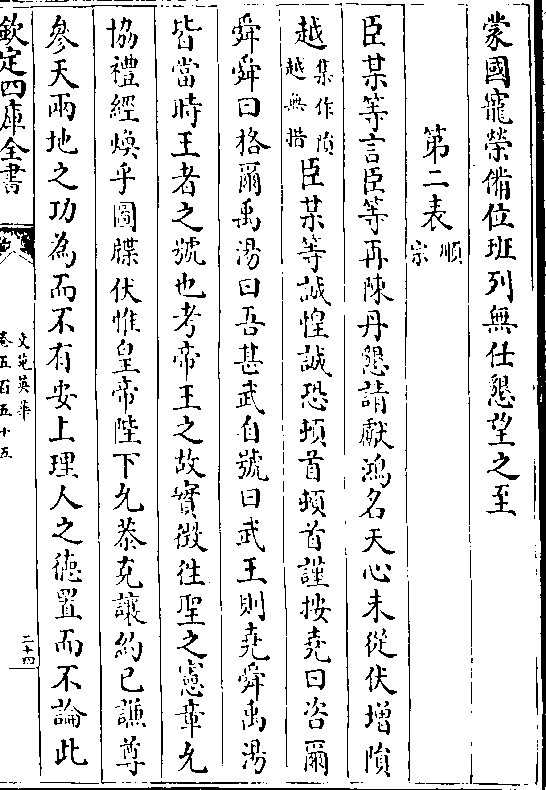 蒙國寵榮備位班列無任懇望之至
第二表順宗
臣某等言臣等再陳丹懇請獻鴻名天心未從伏增隕
越集作隕越無措臣某等誠惶誠恐頓首頓首謹按堯曰咨爾
舜舜曰格爾禹湯曰吾甚武自號曰武王則堯舜禹湯
皆當時王者之號也考帝王之故實徴徃聖之憲章允
協禮經煥乎圖牒伏惟皇帝陛下允恭克讓約已謙尊
參天兩地之功為而不有安上理人之徳置而不論此
欽定四庫全書
文苑英華
卷五百五十五
二十四